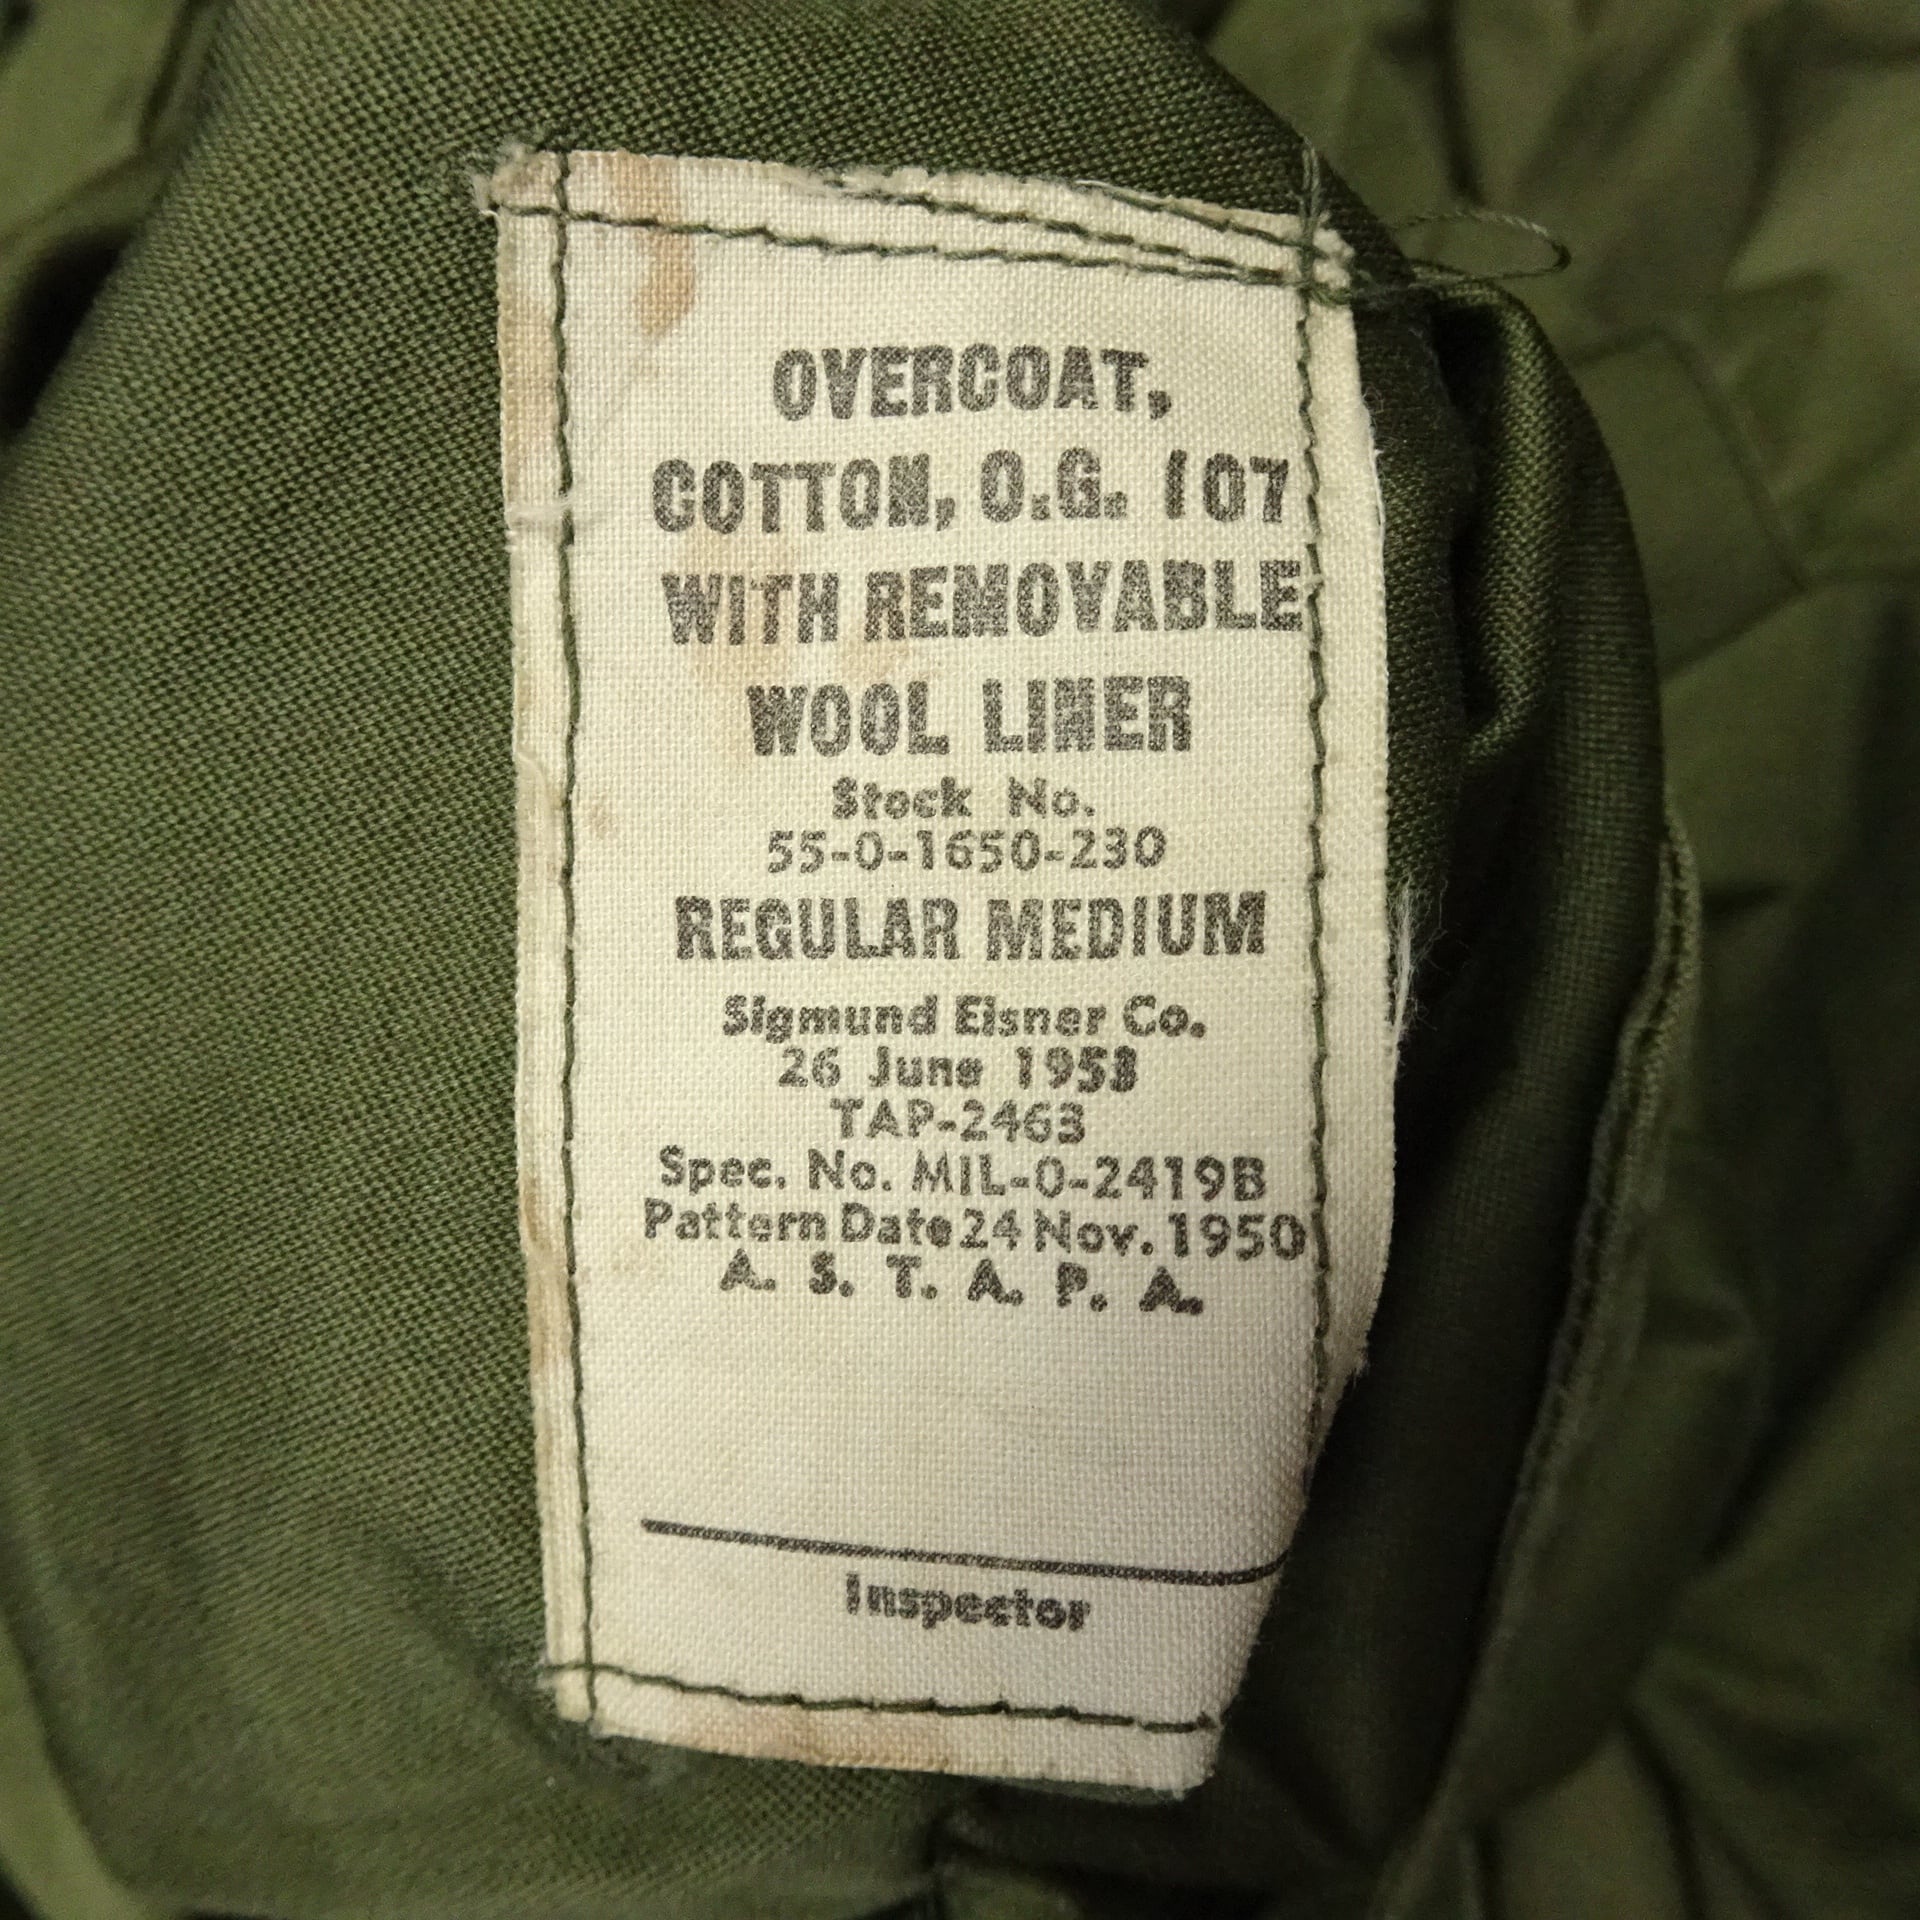 OVERCOAT,
COTTON, O.G. 107
WITH REMOVABLE
WOOL LINER
Stock No.
55-O-1650-230
REGULAR MEDIUM
Sigmund Eisner Co.
26 June 1953
TAP-2463
Spec. No. MIL-O-2419B
Pattern Date 24 Nov. 1950
A. S. T. A. P. A.
Inspector